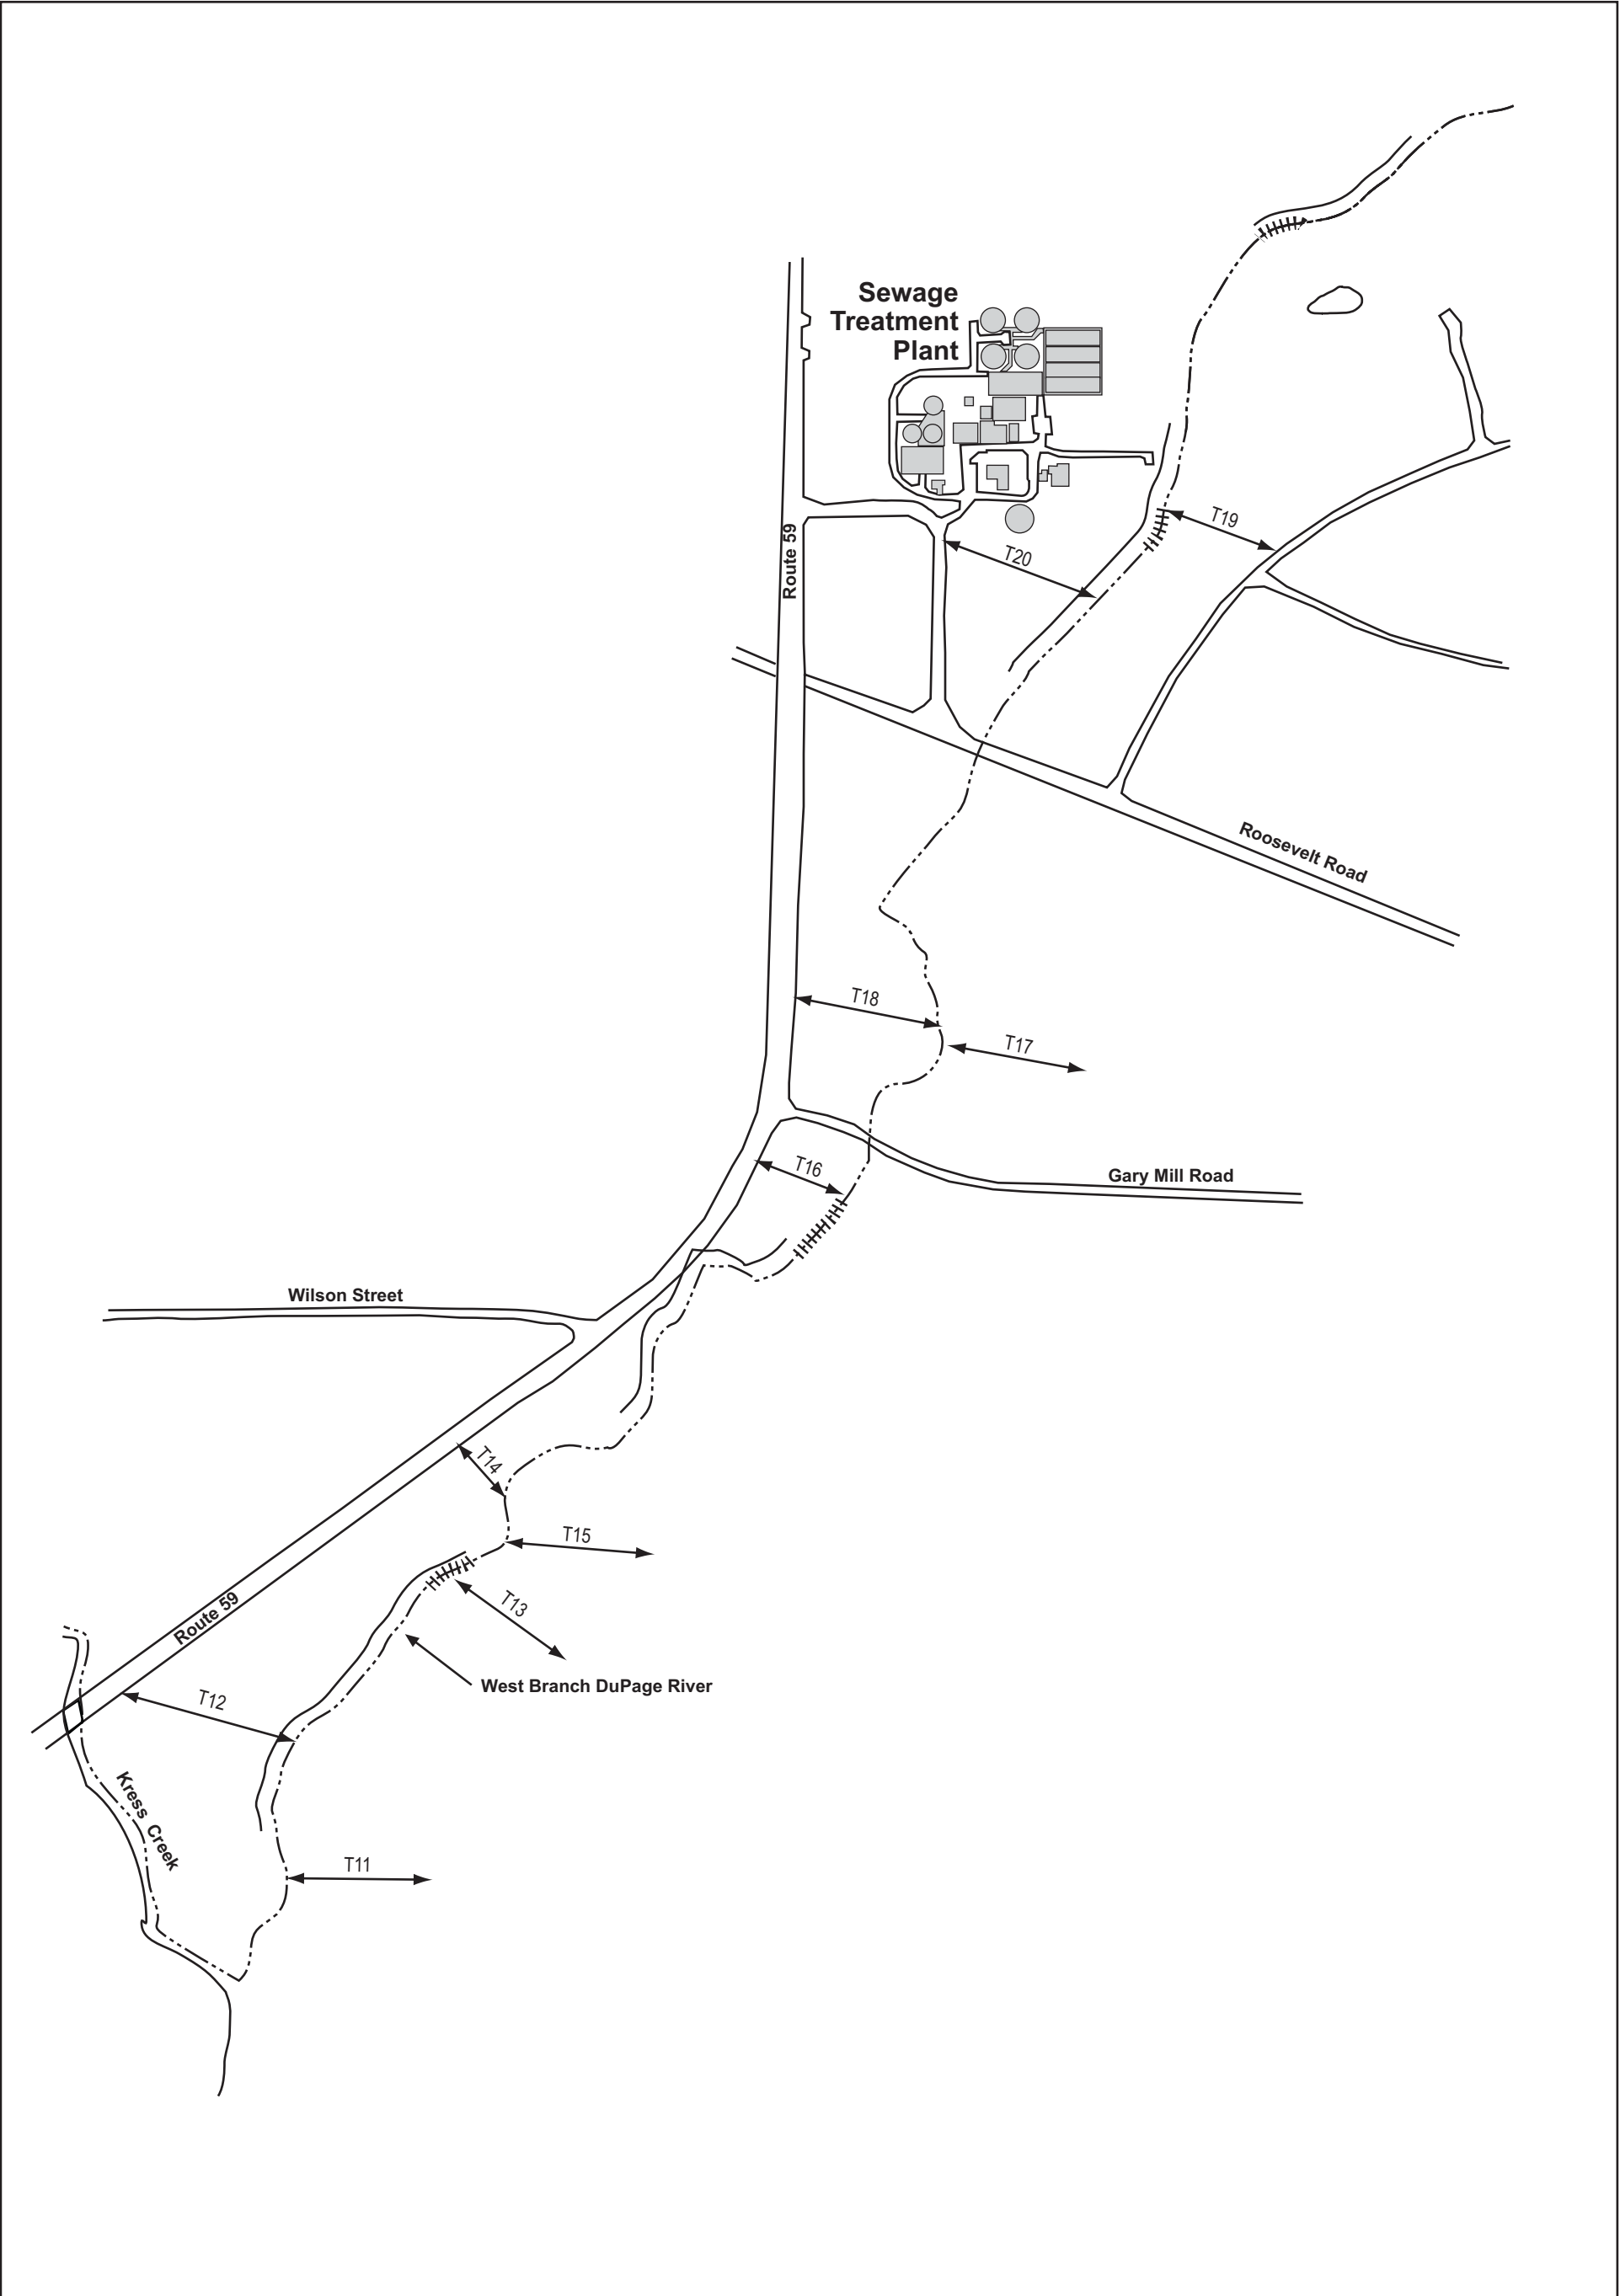 Sewage
Treatment
Plant
T19
Route 59
T20
Roosevelt Road
T18
T17
T16
Gary Mill Road
Wilson Street
T14
T15
T13
Route 59
West Branch DuPage River
T12
Kress Creek
T11